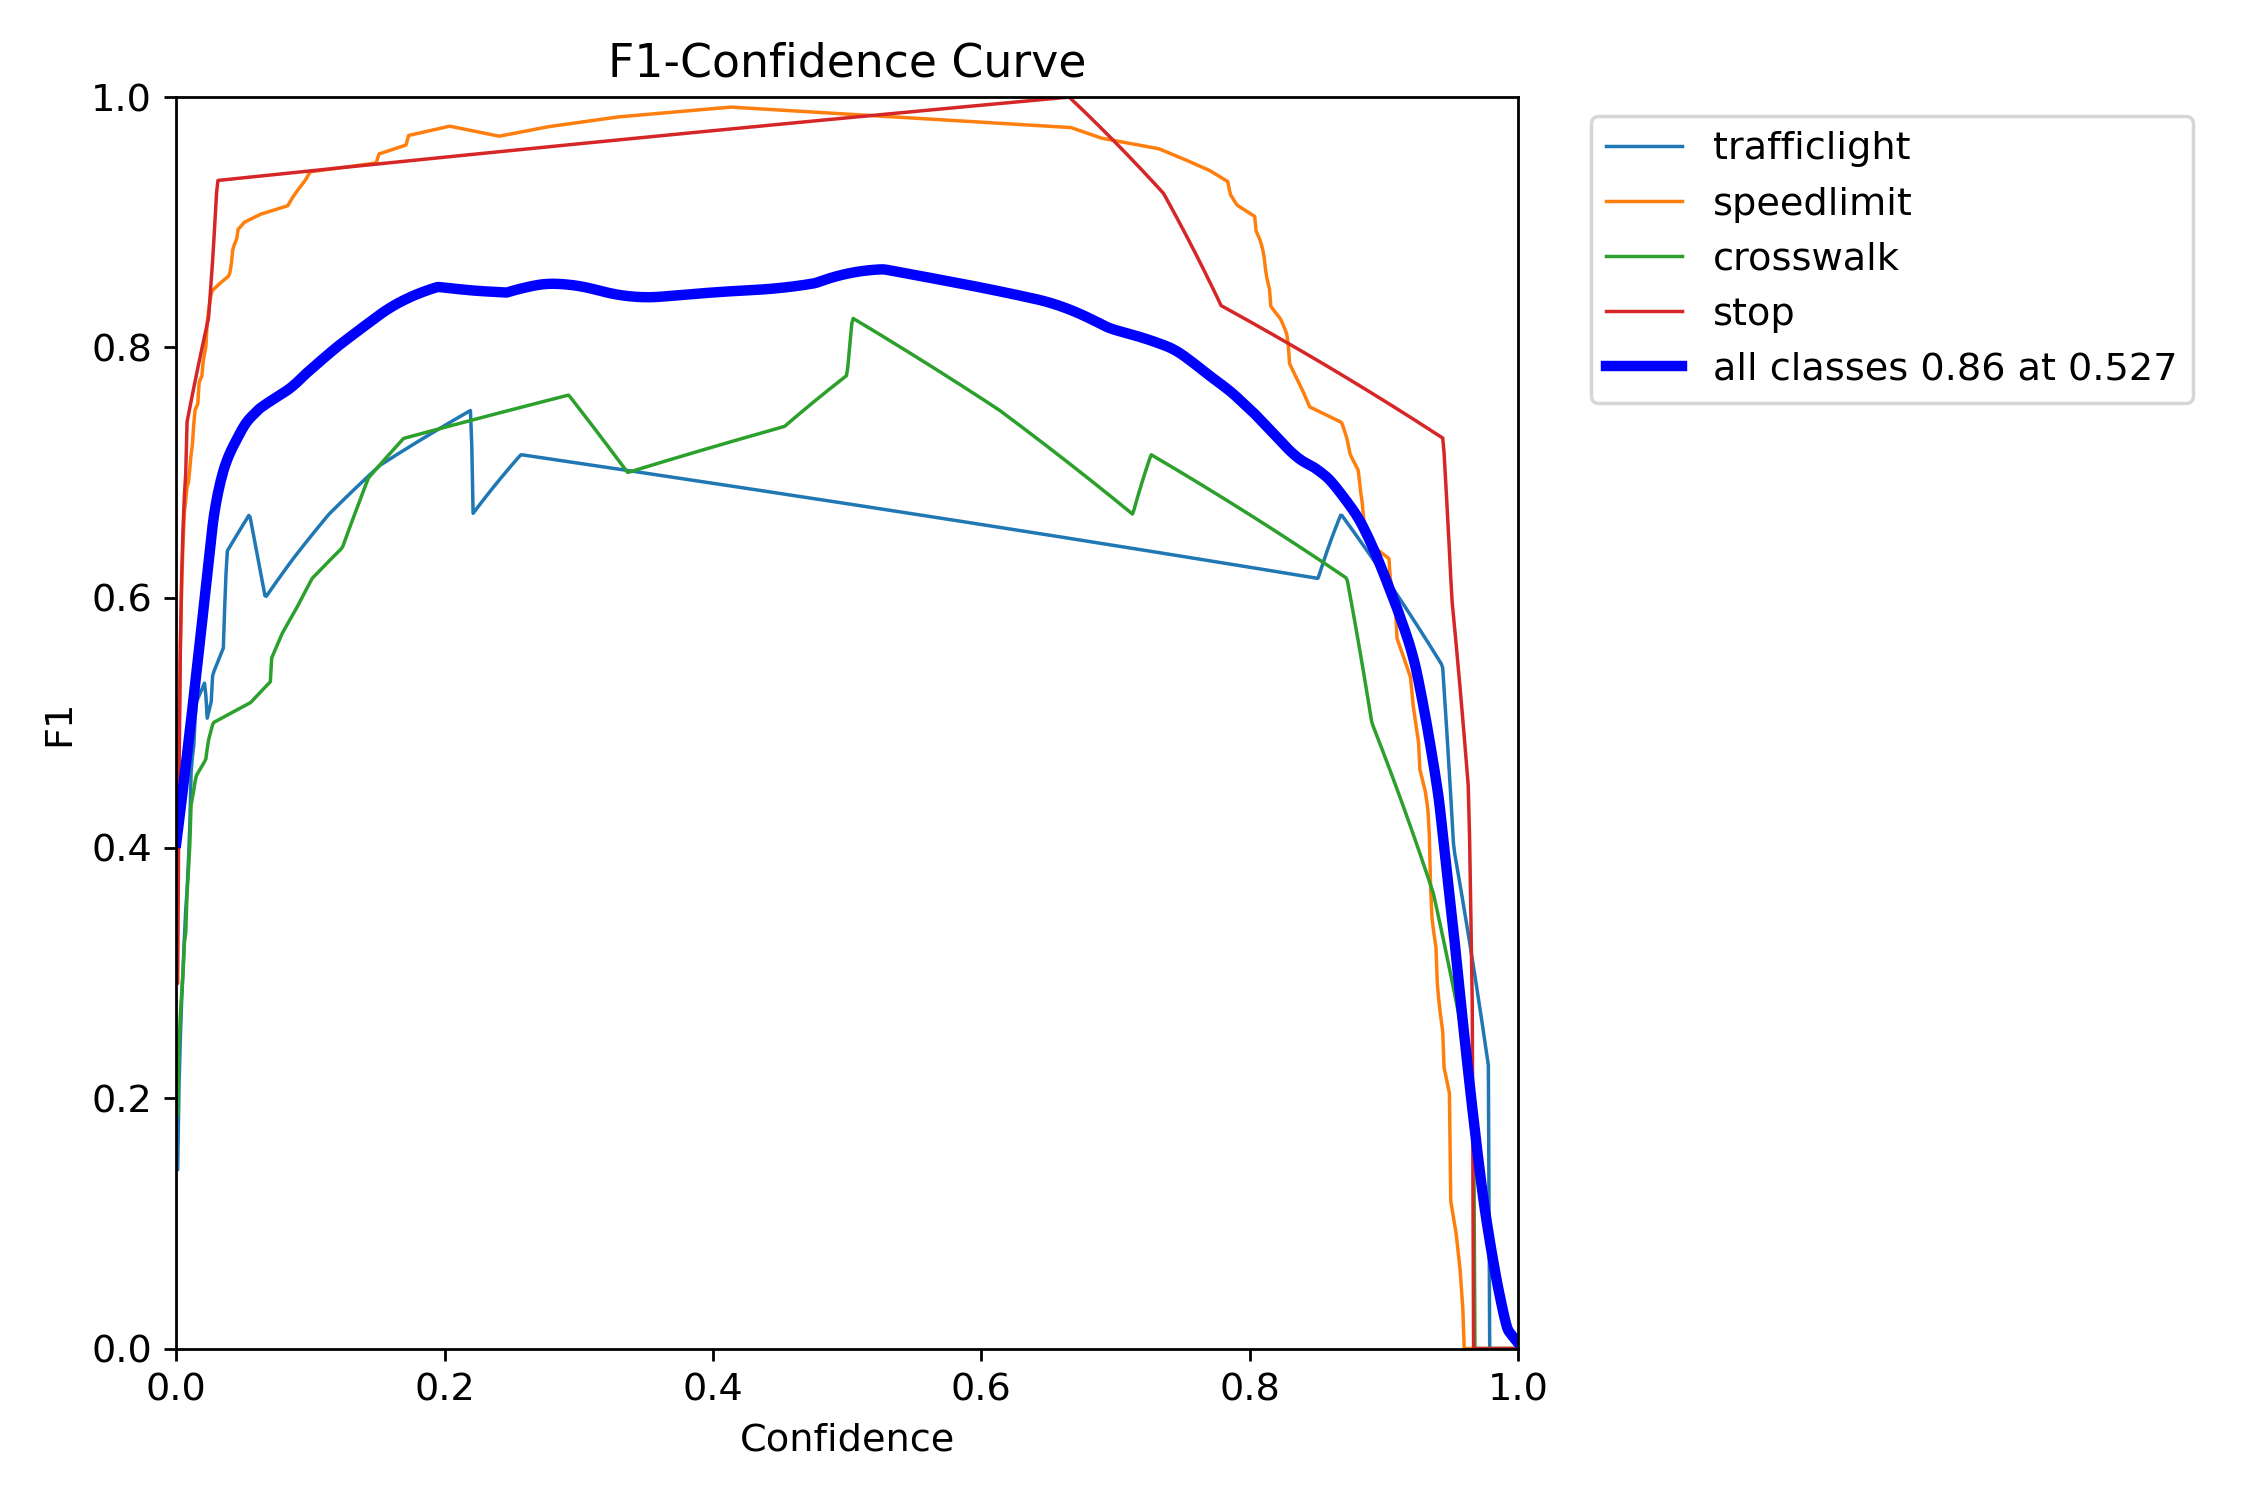 F1-Confidence Curve
1.0
0.8
0.6
0.4
0.2
0.0
F1
0.0 0.2 0.4 0.6 0.8 1.0
Confidence
trafficlight
speedlimit
crosswalk
stop
all classes 0.86 at 0.527